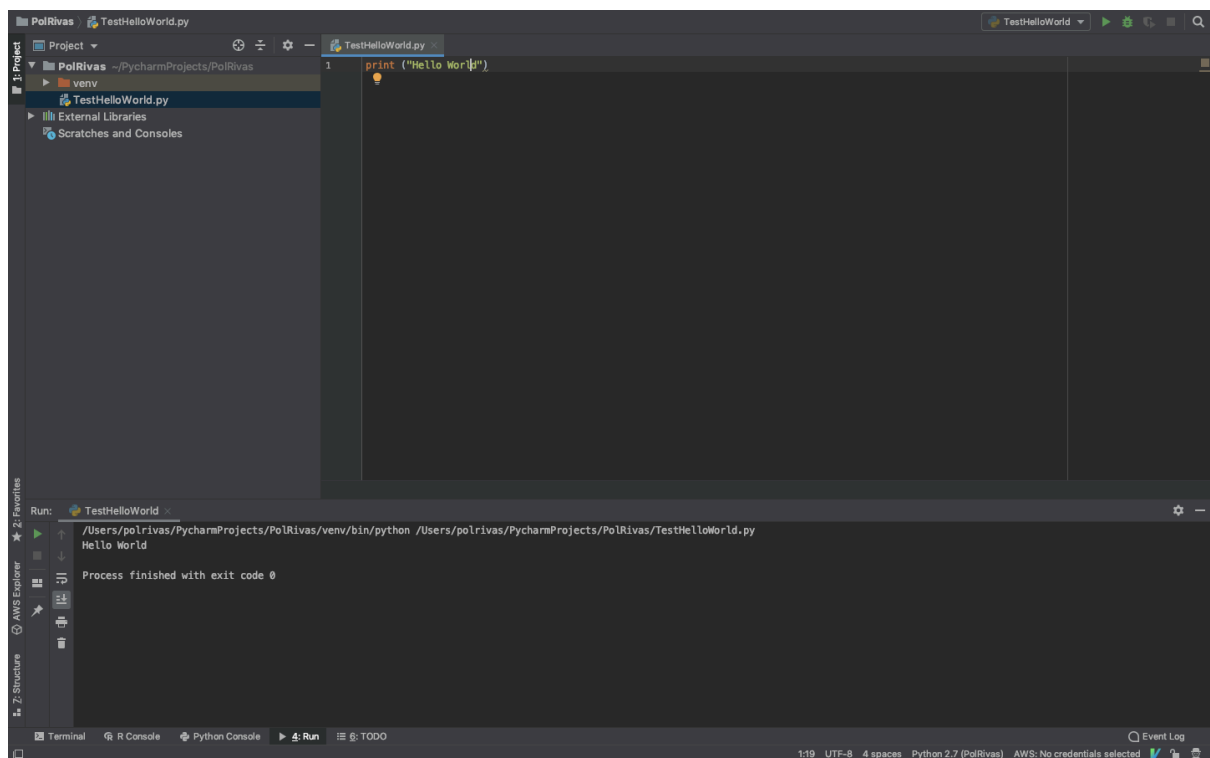 PolRivas TestHelloWorld.py
TestHelloWorld
1: Project
Project
TestHelloWorld.py
PolRivas ~/PycharmProjects/PolRivas
venv
TestHelloWorld.py
External Libraries
Scratches and Consoles
1 print ("Hello World")
2: Favorites
AWS Explorer
Z: Structure
Run: TestHelloWorld
/Users/polrivas/PycharmProjects/PolRivas/venv/bin/python /Users/polrivas/PycharmProjects/PolRivas/TestHelloWorld.py
Hello World
Process finished with exit code 0
Terminal R Console Python Console 4: Run 6: TODO Event Log
1:19 UTF-8 4 spaces Python 2.7 (PolRivas) AWS: No credentials selected